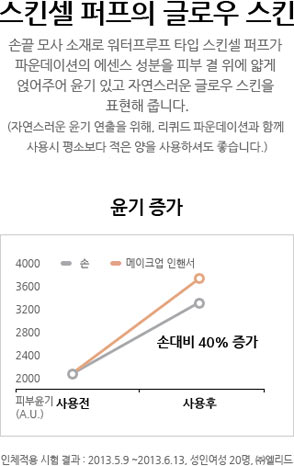 스킨셀 퍼프의 글로우 스킨
손끝 모사 소재로 워터프루프 타입 스킨셀 퍼프가
파운데이션의 에센스 성분을 피부 결 위에 얇게
얹어주어 윤기 있고 자연스러운 글로우 스킨을
표현해 줍니다.
(자연스러운 윤기 연출을 위해, 리퀴드 파운데이션과 함께
사용시 평소보다 적은 양을 사용하셔도 좋습니다.)
윤기 증가
4000
손
메이크업 인핸서
3600
3200
2800
손대비 40% 증가
2400
2000
피부윤기
(A.U.)
사용전
사용후
인체적용 시험 결과 : 2013.5.9 ~2013.6.13, 성인여성 20명, ㈜엘리드